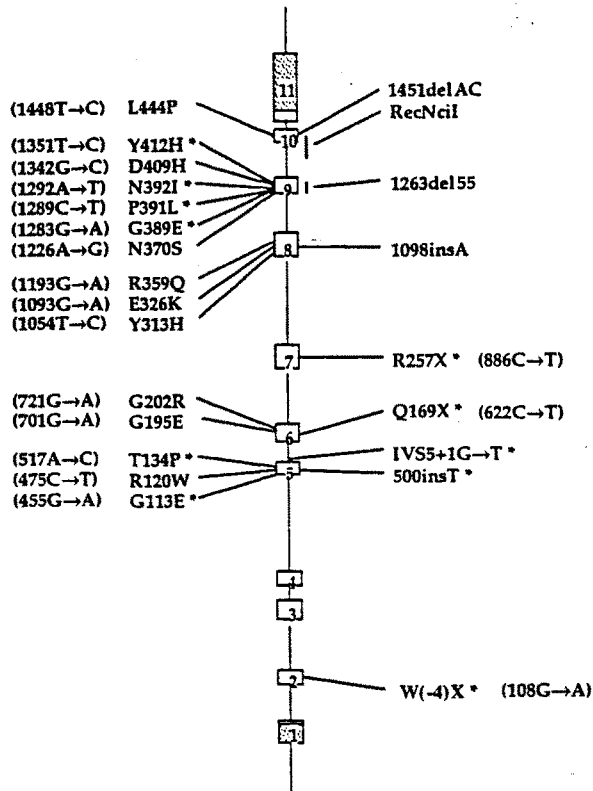 11
1451delAC
(1448T→C) L444P
RecNciI
10
(1351T→C) Y412H *
(1342G→C) D409H
(1292A→T) N392I *
9
1263del55
(1289C→T) P391L *
(1283G→A) G389E *
(1226A→G) N370S
8
1098insA
(1193G→A) R359Q
(1093G→A) E326K
(1054T→C) Y313H
7
R257X * (886C→T)
(721G→A) G202R
Q169X * (622C→T)
(701G→A) G195E
6
IVS5+1G→T *
(517A→C) T134P *
5
500insT *
(475C→T) R120W
(455G→A) G113E *
4
3
2
W(-4)X * (108G→A)
1